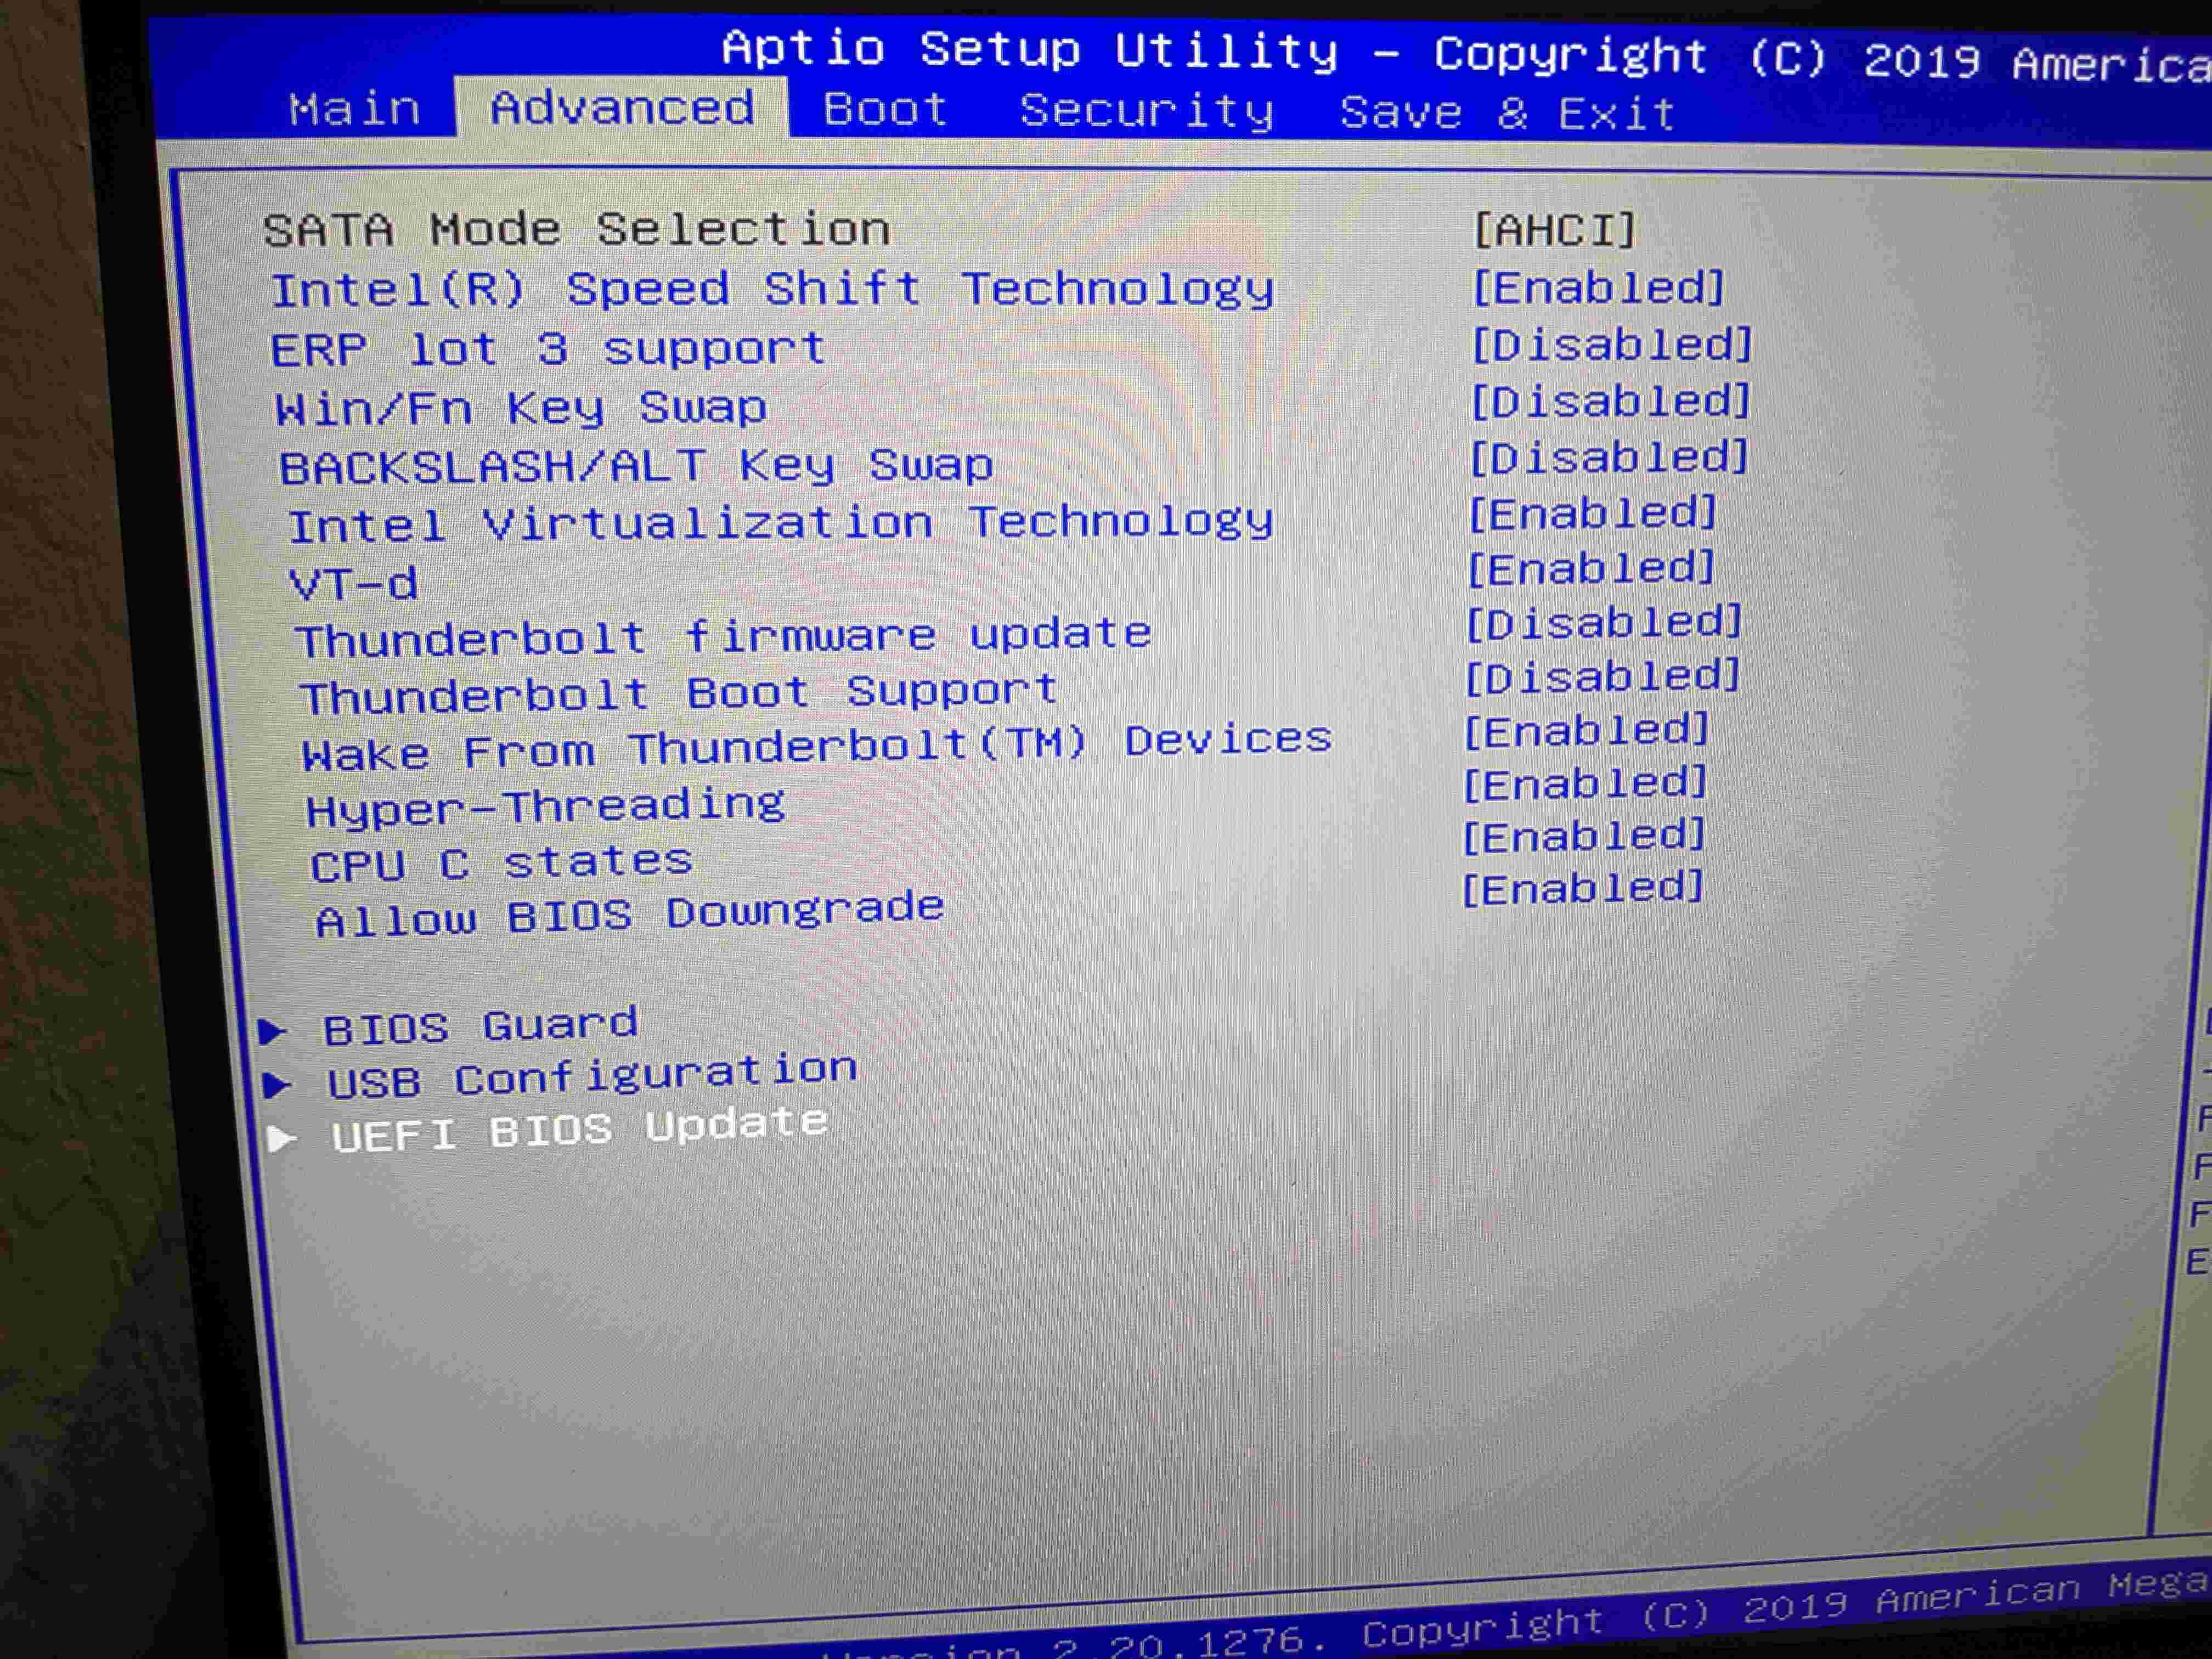 Aptio Setup Utility - Copyright (C) 2019 America
Main Advanced Boot Security Save & Exit
SATA Mode Selection [AHCI]
Intel(R) Speed Shift Technology [Enabled]
ERP lot 3 support [Disabled]
Win/Fn Key Swap [Disabled]
BACKSLASH/ALT Key Swap [Disabled]
Intel Virtualization Technology [Enabled]
VT-d [Enabled]
Thunderbolt firmware update [Disabled]
Thunderbolt Boot Support [Disabled]
Wake From Thunderbolt(TM) Devices [Enabled]
Hyper-Threading [Enabled]
CPU C states [Enabled]
Allow BIOS Downgrade [Enabled]
► BIOS Guard
► USB Configuration
► UEFI BIOS Update
F
F
F
E
Version 2.20.1276. Copyright (C) 2019 American Mega